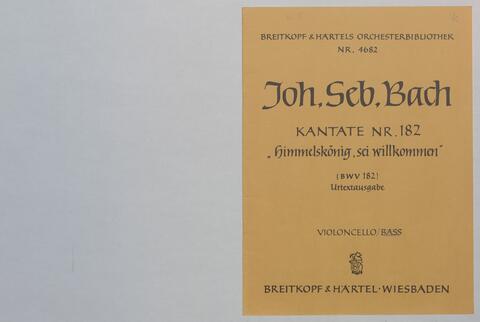 BREITKOPF & HÄRTELS ORCHESTERBIBLIOTHEK
NR. 4682
Joh. Seb. Bach
KANTATE NR. 182
„Himmelskönig, sei willkommen“
(BWV 182)
Urtextausgabe
VIOLONCELLO/BASS
BREITKOPF & HÄRTEL · WIESBADEN